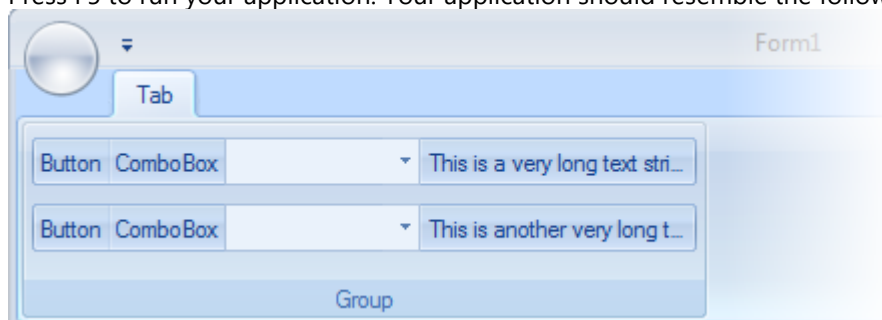 Press F5 to run your application. Your application should resemble the follow
Form1
Tab
Button ComboBox This is a very long text stri...
Button ComboBox This is another very long t...
Group